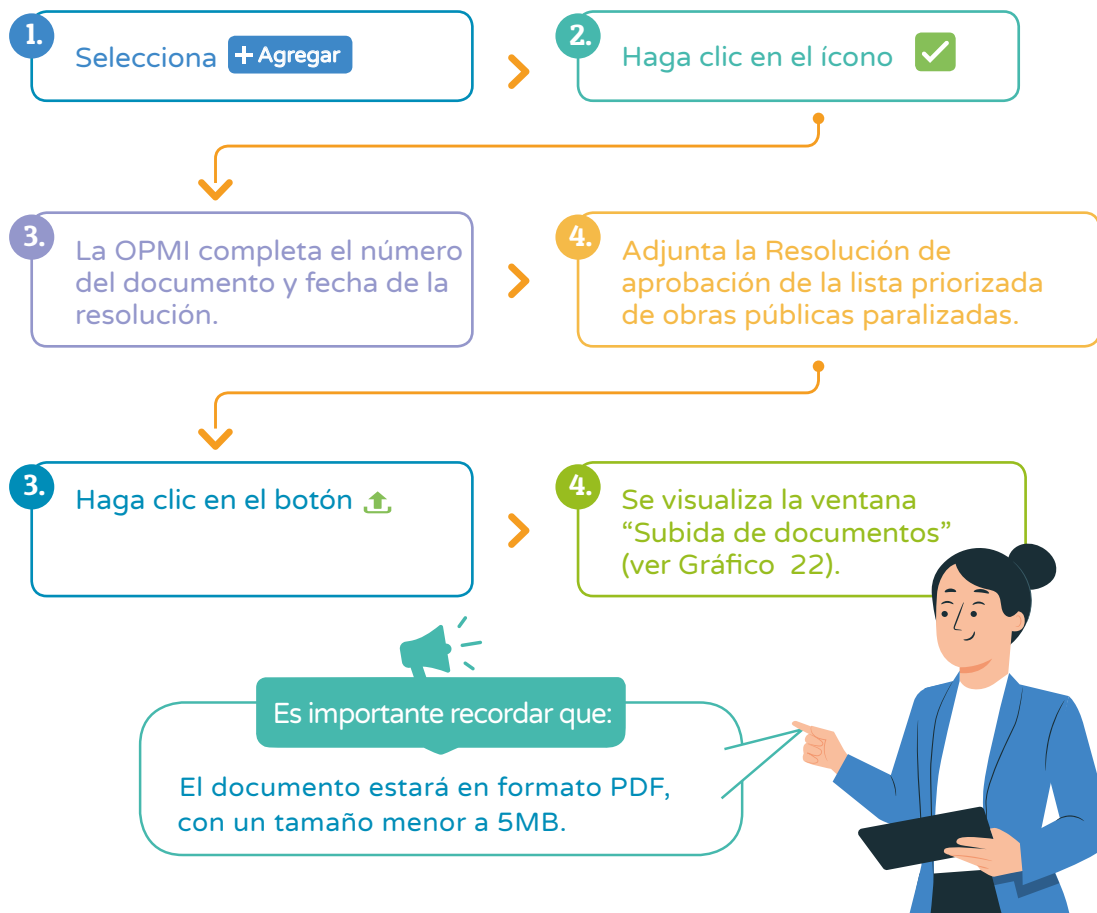 1.
Selecciona + Agregar
2.
Haga clic en el ícono
3.
La OPMI completa el número
del documento y fecha de la
resolución.
4.
Adjunta la Resolución de
aprobación de la lista priorizada
de obras públicas paralizadas.
3.
Haga clic en el botón
4.
Se visualiza la ventana
“Subida de documentos”
(ver Gráfico 22).
Es importante recordar que:
El documento estará en formato PDF,
con un tamaño menor a 5MB.